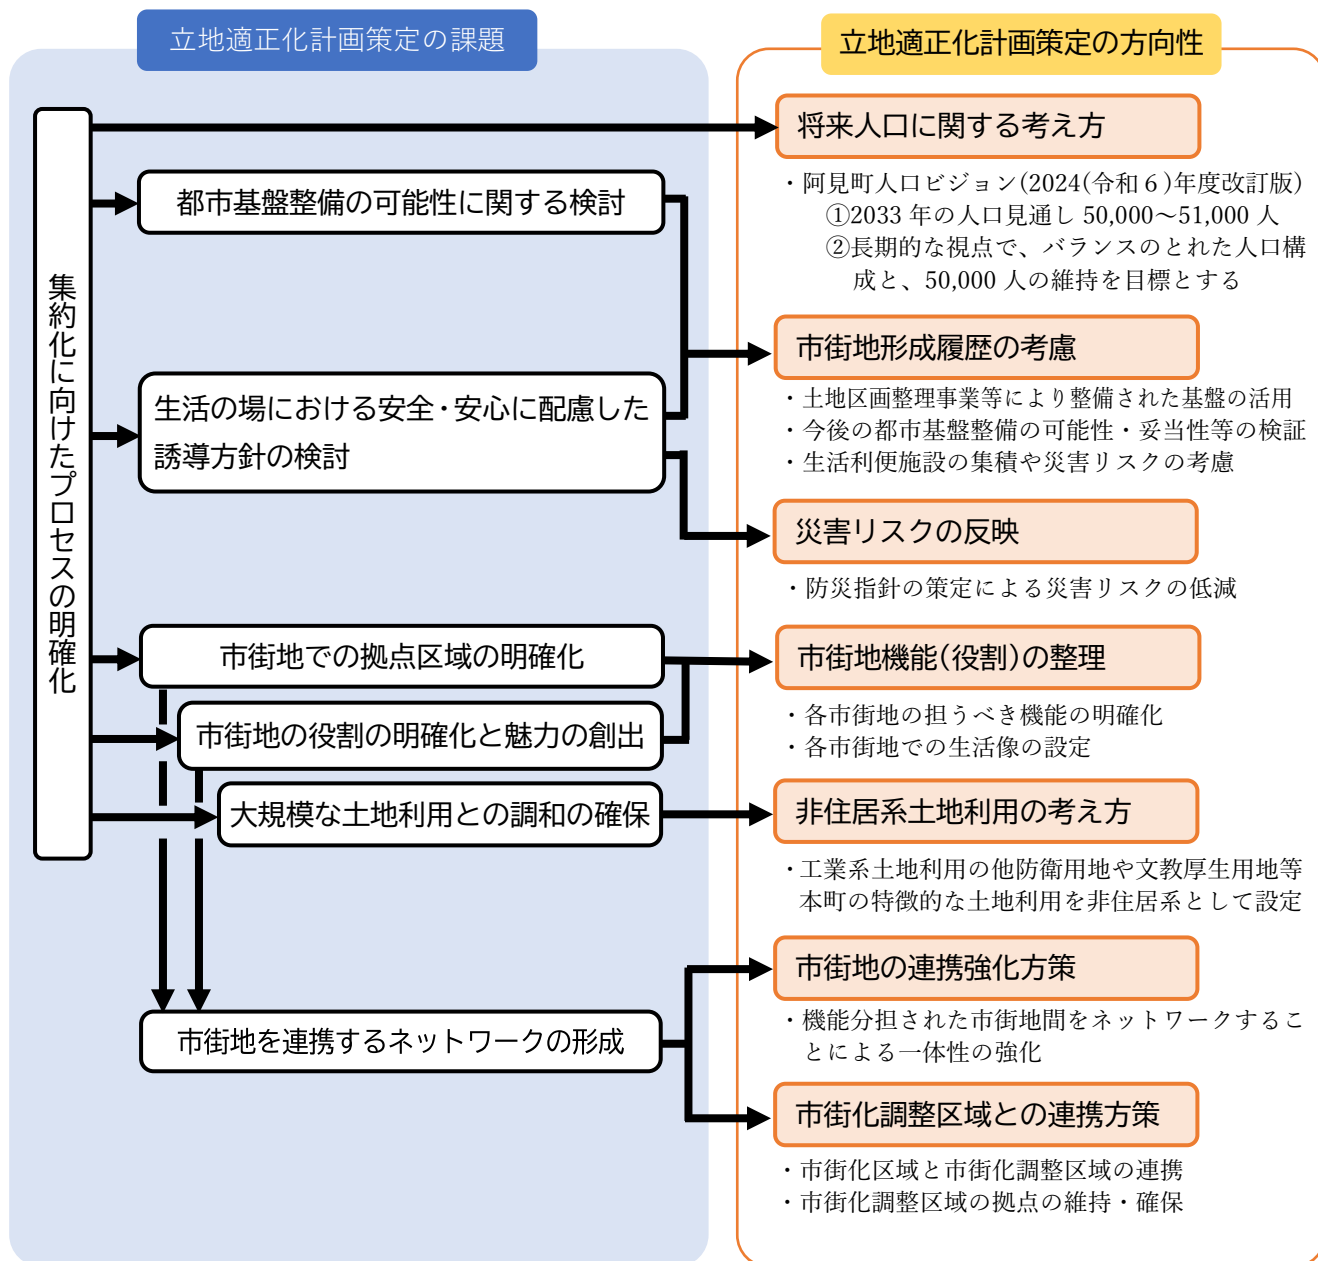 立地適正化計画策定の課題
集約化に向けたプロセスの明確化
都市基盤整備の可能性に関する検討
生活の場における安全・安心に配慮した
誘導方針の検討
市街地での拠点区域の明確化
市街地の役割の明確化と魅力の創出
大規模な土地利用との調和の確保
市街地を連携するネットワークの形成
立地適正化計画策定の方向性
将来人口に関する考え方
・阿見町人口ビジョン(2024(令和６)年度改訂版)
①2033 年の人口見通し 50,000～51,000 人
②長期的な視点で、バランスのとれた人口構
成と、50,000 人の維持を目標とする
市街地形成履歴の考慮
・土地区画整理事業等により整備された基盤の活用
・今後の都市基盤整備の可能性・妥当性等の検証
・生活利便施設の集積や災害リスクの考慮
災害リスクの反映
・防災指針の策定による災害リスクの低減
市街地機能(役割)の整理
・各市街地の担うべき機能の明確化
・各市街地での生活像の設定
非住居系土地利用の考え方
・工業系土地利用の他防衛用地や文教厚生用地等
本町の特徴的な土地利用を非住居系として設定
市街地の連携強化方策
・機能分担された市街地間をネットワークするこ
とによる一体性の強化
市街化調整区域との連携方策
・市街化区域と市街化調整区域の連携
・市街化調整区域の拠点の維持・確保